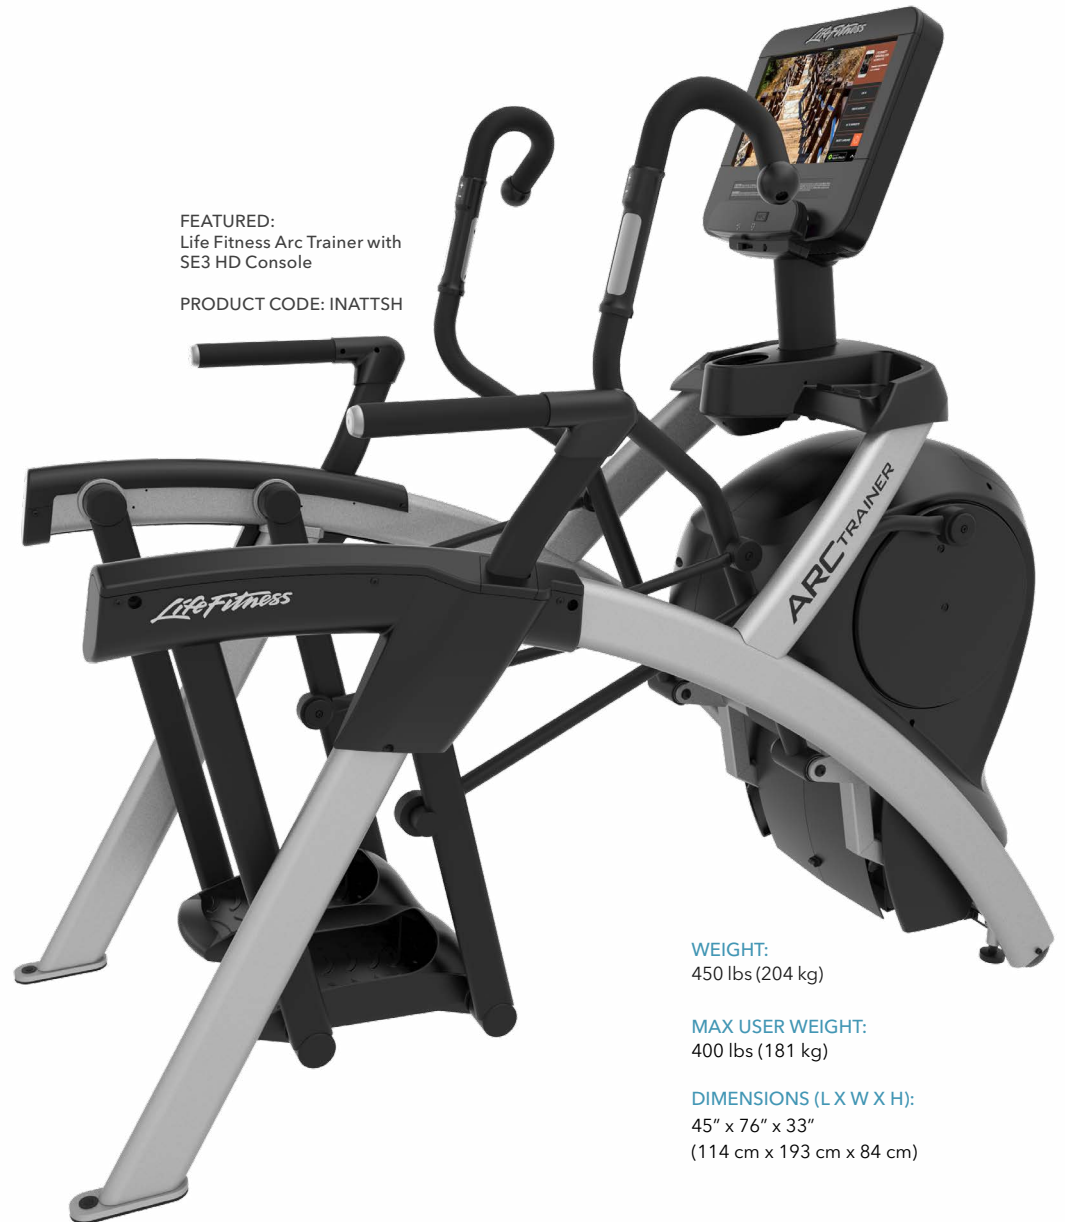 LifeFitness
FEATURED:
Life Fitness Arc Trainer with
SE3 HD Console
PRODUCT CODE: INATTSH
ARC TRAINER
LifeFitness
WEIGHT:
450 lbs (204 kg)
MAX USER WEIGHT:
400 lbs (181 kg)
DIMENSIONS (L X W X H):
45” x 76” x 33”
(114 cm x 193 cm x 84 cm)